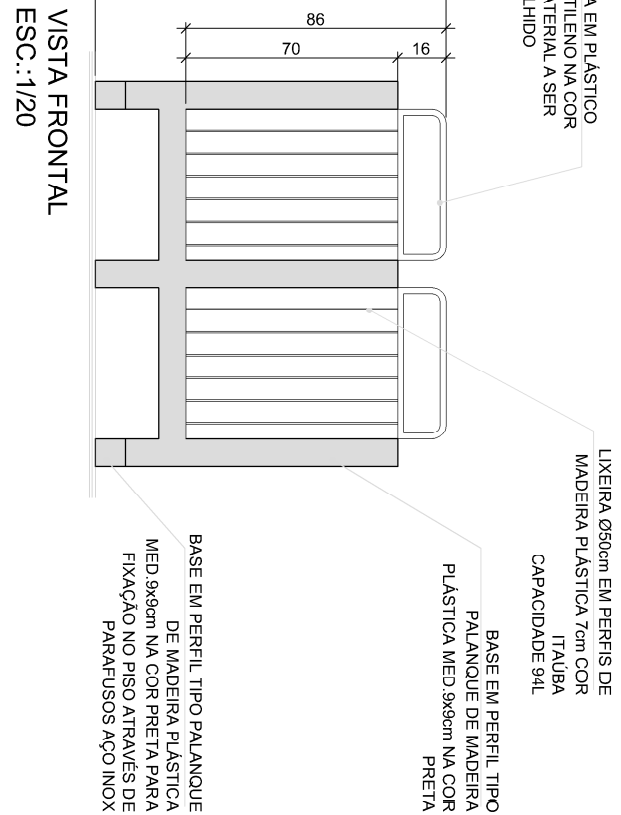 A EM PLÁSTICO
TILENO NA COR
ATERIAL A SER
LHIDO
86
70
16
LIXEIRA Ø50cm EM PERFIS DE
MADEIRA PLÁSTICA 7cm COR
ITAÚBA
CAPACIDADE 94L
BASE EM PERFIL TIPO
PALANQUE DE MADEIRA
PLÁSTICA MED.9x9cm NA COR
PRETA
BASE EM PERFIL TIPO PALANQUE
DE MADEIRA PLÁSTICA
MED.9x9cm NA COR PRETA PARA
FIXAÇÃO NO PISO ATRAVÉS DE
PARAFUSOS AÇO INOX
VISTA FRONTAL
ESC.:1/20